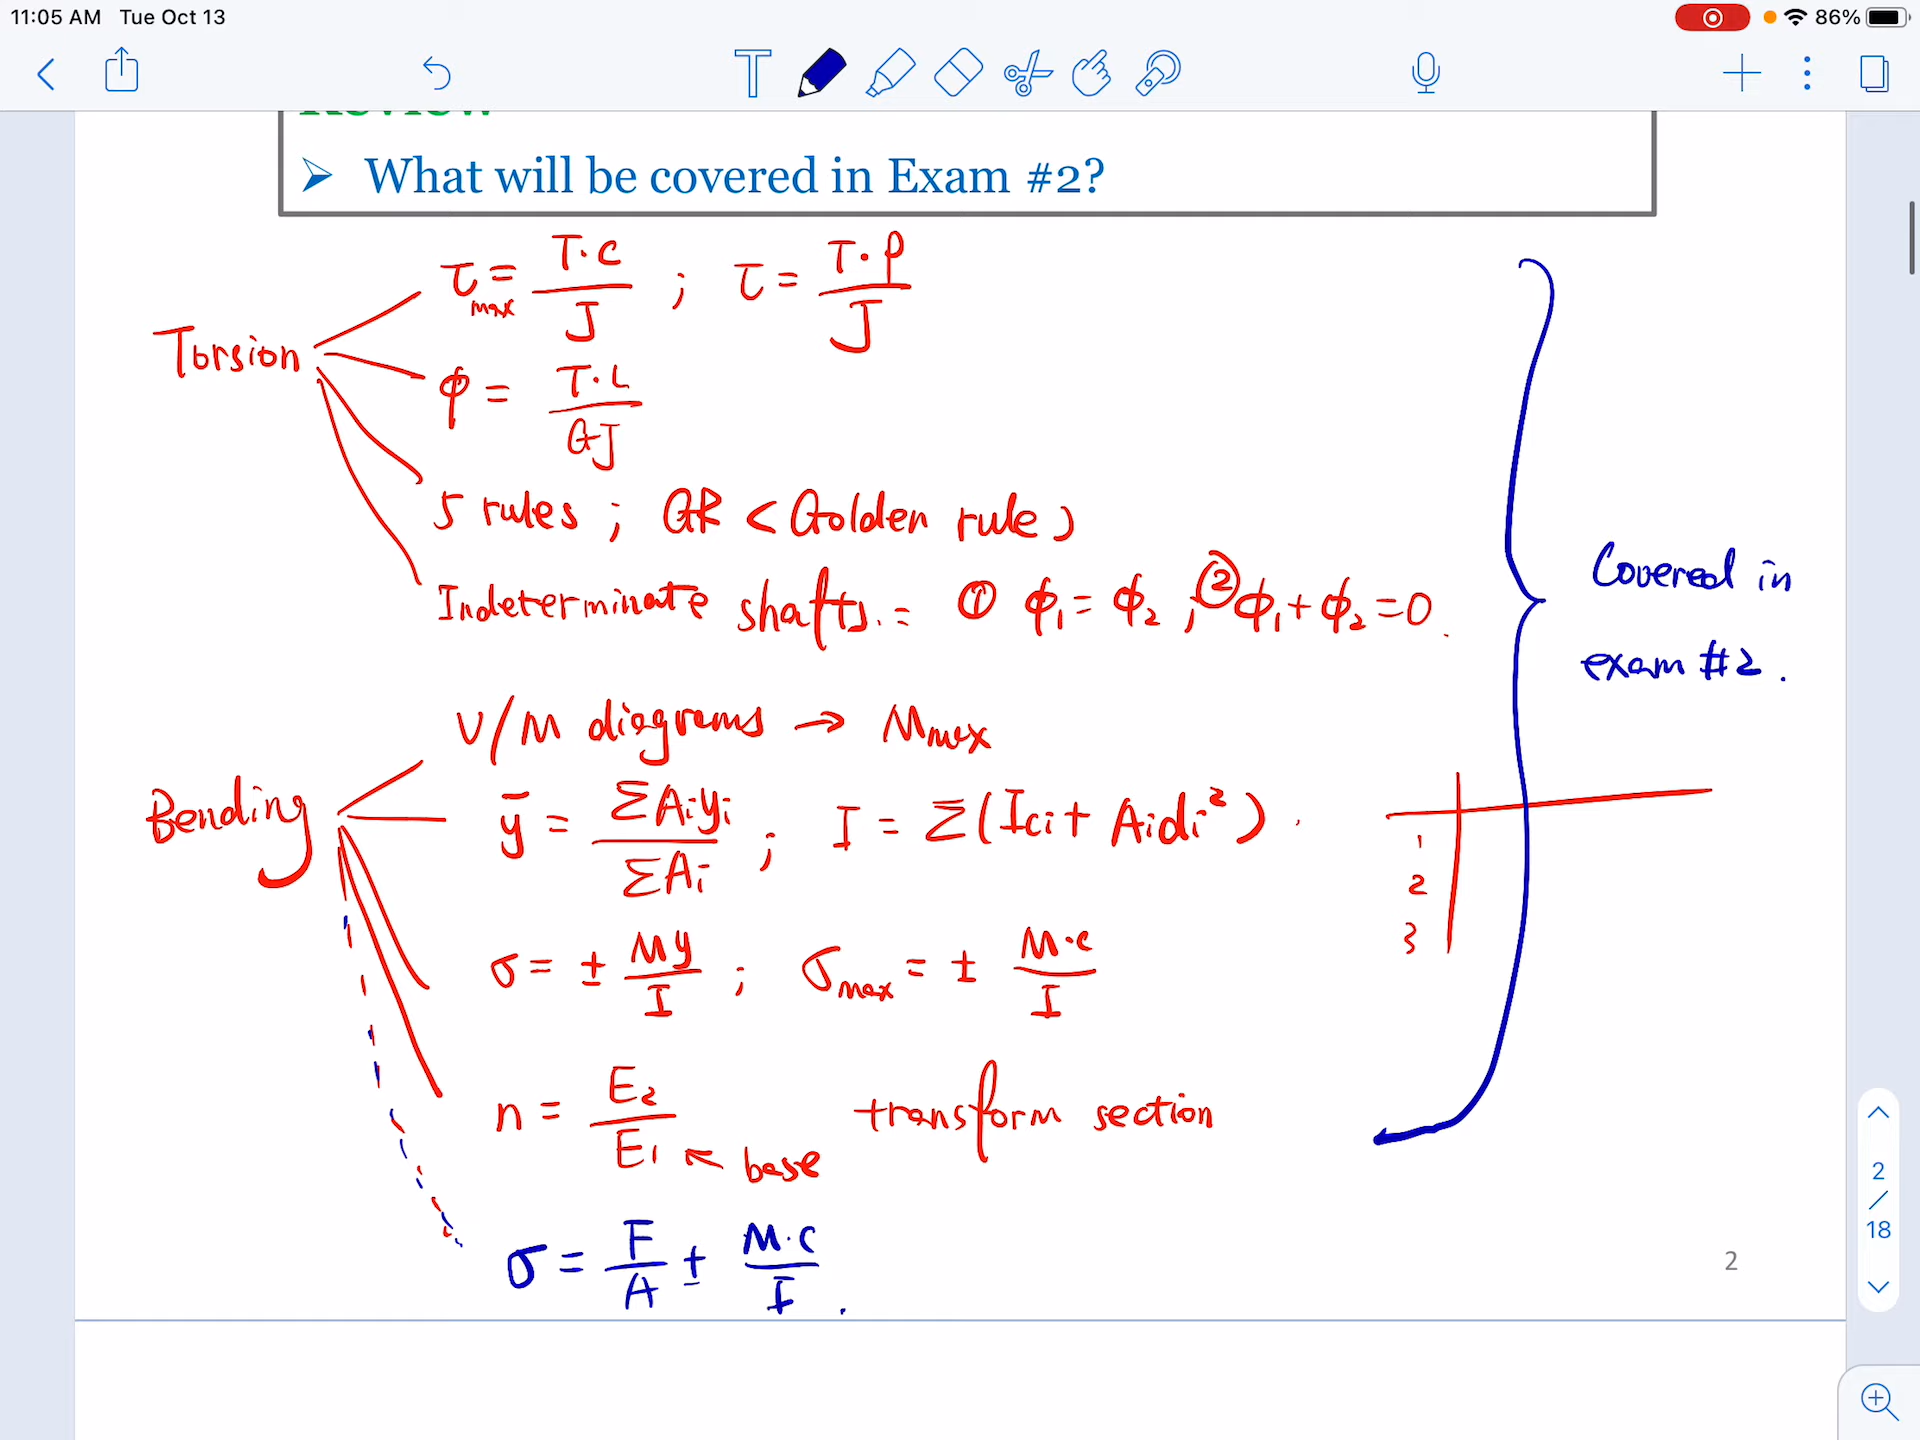 11:05 AM Tue Oct 13
86%
Review
➤ What will be covered in Exam #2?
τmax = T·C / J ; τ = T·ρ / J
Torsion
φ = T·L / GJ
5 rules ; GR < Golden rule )
Indeterminate shafts. = ① φ1 = φ2 , ② φ1 + φ2 = 0.
Covered in
exam #2.
V/M diagrams → Mmax
Bending
ȳ = ΣAiyi / ΣAi ; I = Σ(Ici + Aidi²) .
1
2
3
σ = ± My / I ; σmax = ± M·c / I
n = E2 / E1 ← base transform section
σ = F / A ± M·C / I .
2
2
/
18